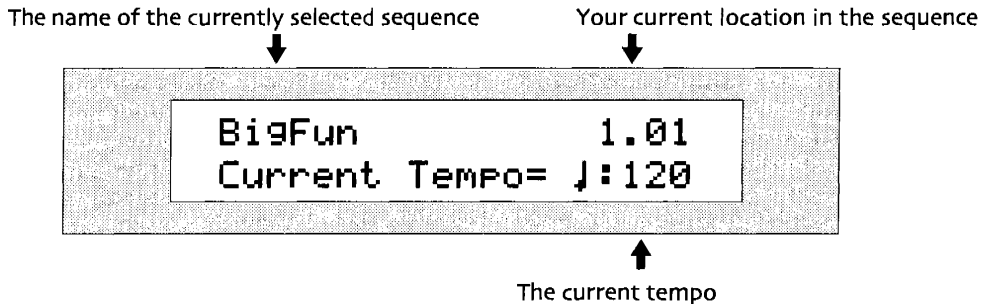 The name of the currently selected sequence
Your current location in the sequence
BigFun 1.01
Current Tempo= ♩:120
The current tempo